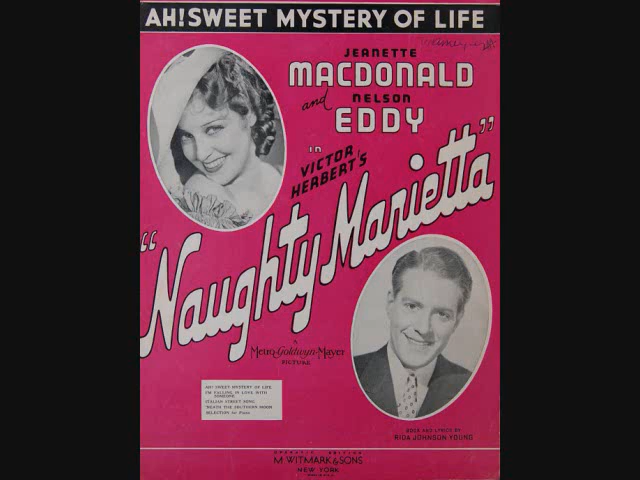 AH! SWEET MYSTERY OF LIFE
JEANETTE
MACDONALD
and NELSON
EDDY
in
VICTOR
HERBERT'S
"Naughty Marietta"
A
Metro-Goldwyn-Mayer
PICTURE
AH! SWEET MYSTERY OF LIFE
I'M FALLING IN LOVE WITH
SOMEONE
ITALIAN STREET SONG
'NEATH THE SOUTHERN MOON
SELECTION for Piano
BOOK AND LYRICS BY
RIDA JOHNSON YOUNG
M. WITMARK & SONS
NEW YORK